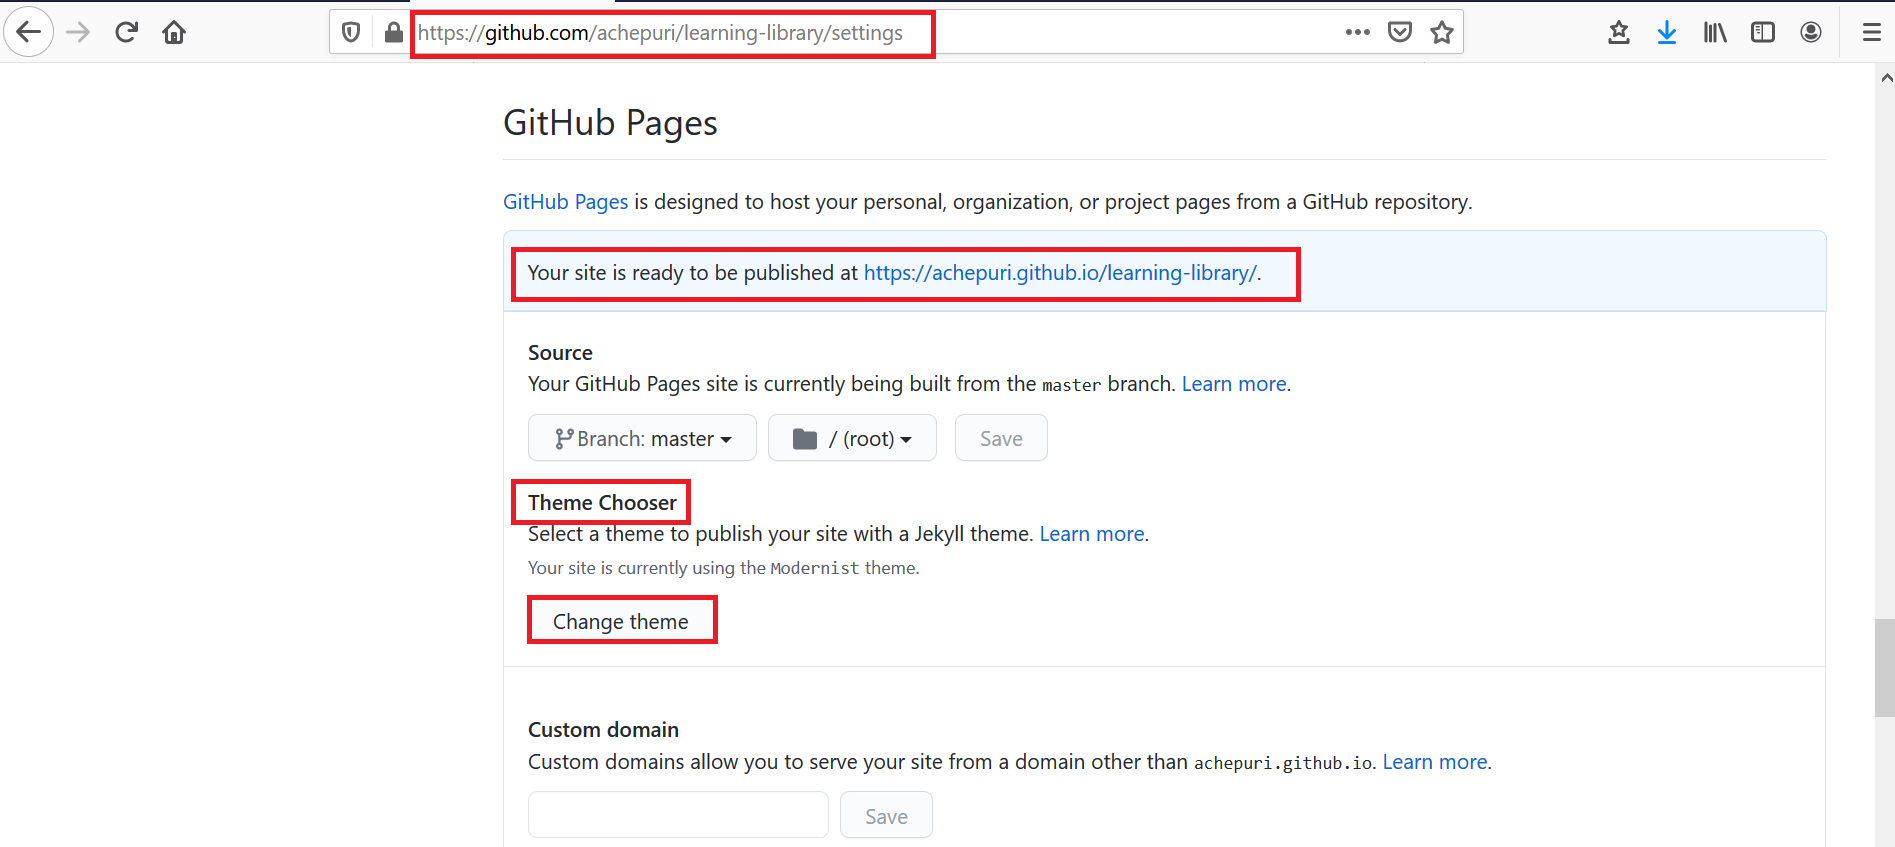 https://github.com/achepuri/learning-library/settings
GitHub Pages
GitHub Pages is designed to host your personal, organization, or project pages from a GitHub repository.
Your site is ready to be published at https://achepuri.github.io/learning-library/.
Source
Your GitHub Pages site is currently being built from the master branch. Learn more.
Branch: master
/ (root)
Save
Theme Chooser
Select a theme to publish your site with a Jekyll theme. Learn more.
Your site is currently using the Modernist theme.
Change theme
Custom domain
Custom domains allow you to serve your site from a domain other than achepuri.github.io. Learn more.
Save